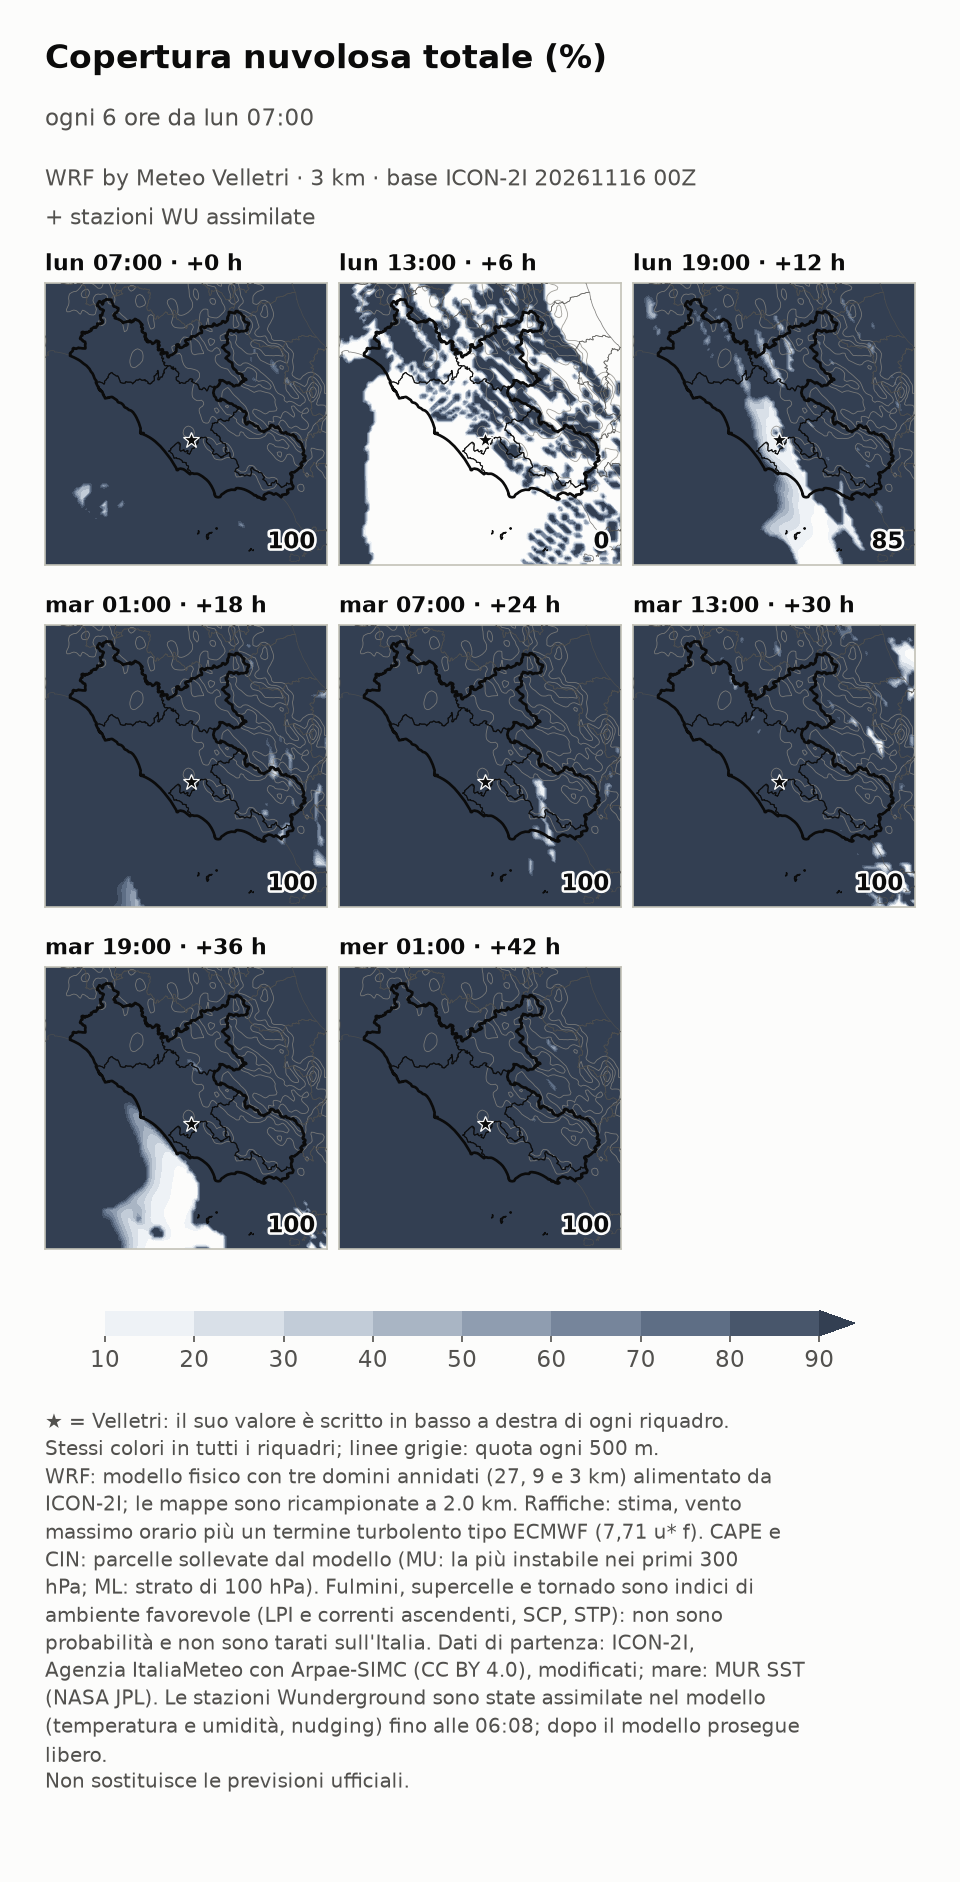 Copertura nuvolosa totale (%)
ogni 6 ore da lun 07:00
WRF by Meteo Velletri · 3 km · base ICON-2I 20261116 00Z
+ stazioni WU assimilate
lun 07:00 · +0 h
lun 13:00 · +6 h
lun 19:00 · +12 h
100
0
85
mar 01:00 · +18 h
mar 07:00 · +24 h
mar 13:00 · +30 h
100
100
100
mar 19:00 · +36 h
mer 01:00 · +42 h
100
100
10 20 30 40 50 60 70 80 90
★ = Velletri: il suo valore è scritto in basso a destra di ogni riquadro.
Stessi colori in tutti i riquadri; linee grigie: quota ogni 500 m.
WRF: modello fisico con tre domini annidati (27, 9 e 3 km) alimentato da
ICON-2I; le mappe sono ricampionate a 2.0 km. Raffiche: stima, vento
massimo orario più un termine turbolento tipo ECMWF (7,71 u* f). CAPE e
CIN: parcelle sollevate dal modello (MU: la più instabile nei primi 300
hPa; ML: strato di 100 hPa). Fulmini, supercelle e tornado sono indici di
ambiente favorevole (LPI e correnti ascendenti, SCP, STP): non sono
probabilità e non sono tarati sull'Italia. Dati di partenza: ICON-2I,
Agenzia ItaliaMeteo con Arpae-SIMC (CC BY 4.0), modificati; mare: MUR SST
(NASA JPL). Le stazioni Wunderground sono state assimilate nel modello
(temperatura e umidità, nudging) fino alle 06:08; dopo il modello prosegue
libero.
Non sostituisce le previsioni ufficiali.